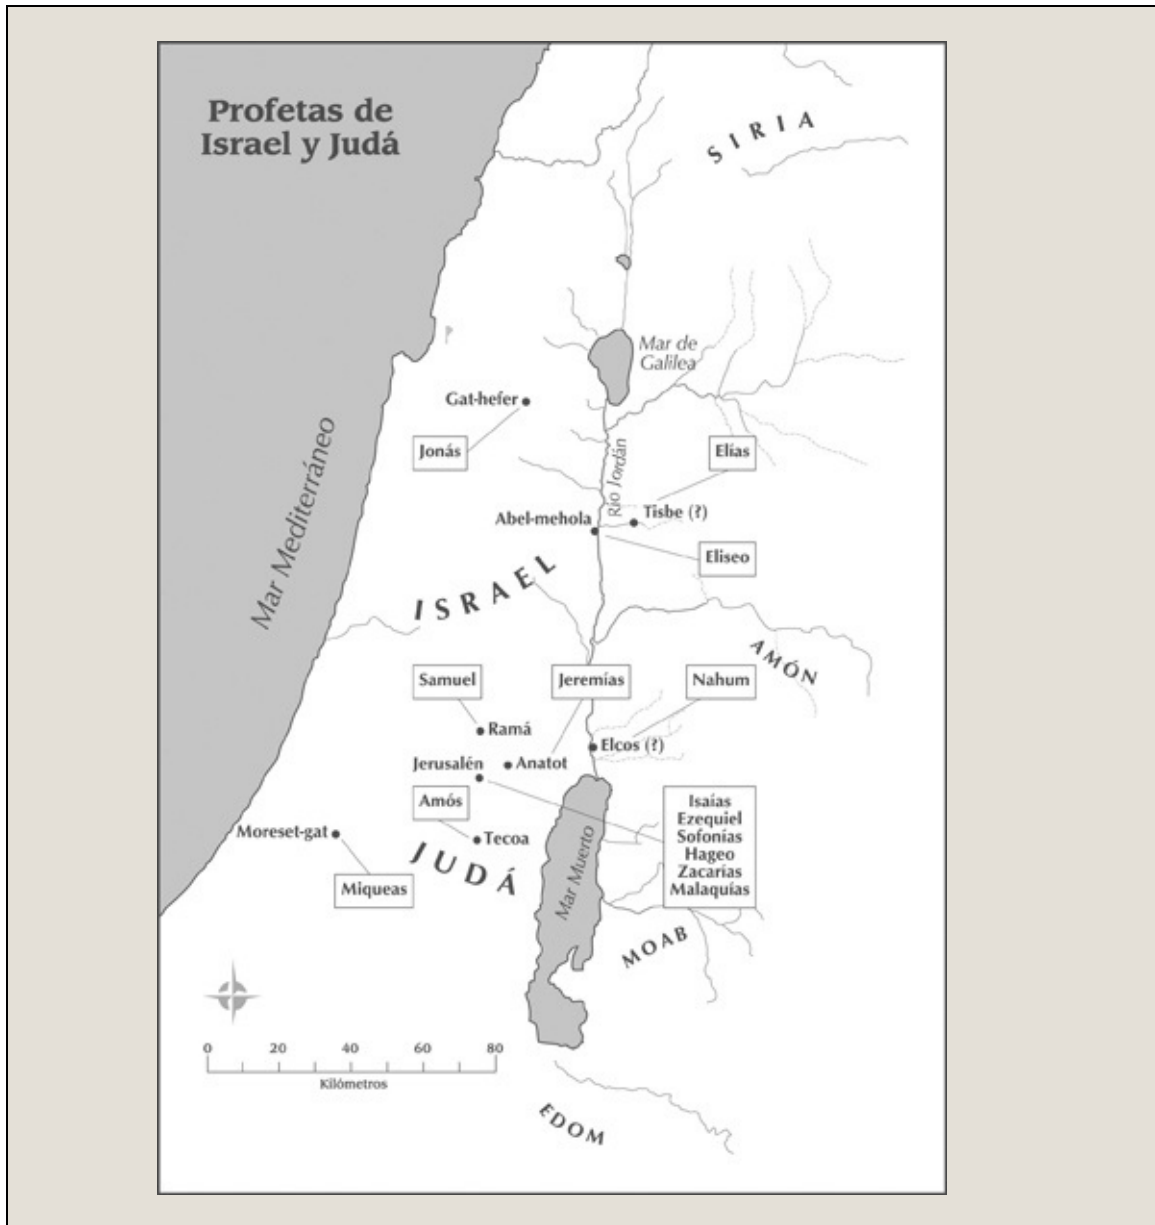 Profetas de
Israel y Judá
SIRIA
Mar de
Galilea
Gat-hefer
Jonás
Elías
Mar Mediterráneo
Río Jordán
Tisbe (?)
Abel-mehola
Eliseo
ISRAEL
AMÓN
Samuel
Jeremías
Nahum
Ramá
Elcos (?)
Jerusalén
Anatot
Amós
Isaías
Ezequiel
Sofonías
Hageo
Zacarías
Malaquías
Moreset-gat
Tecoa
JUDÁ
Mar Muerto
Miqueas
MOAB
0 20 40 60 80
Kilómetros
EDOM